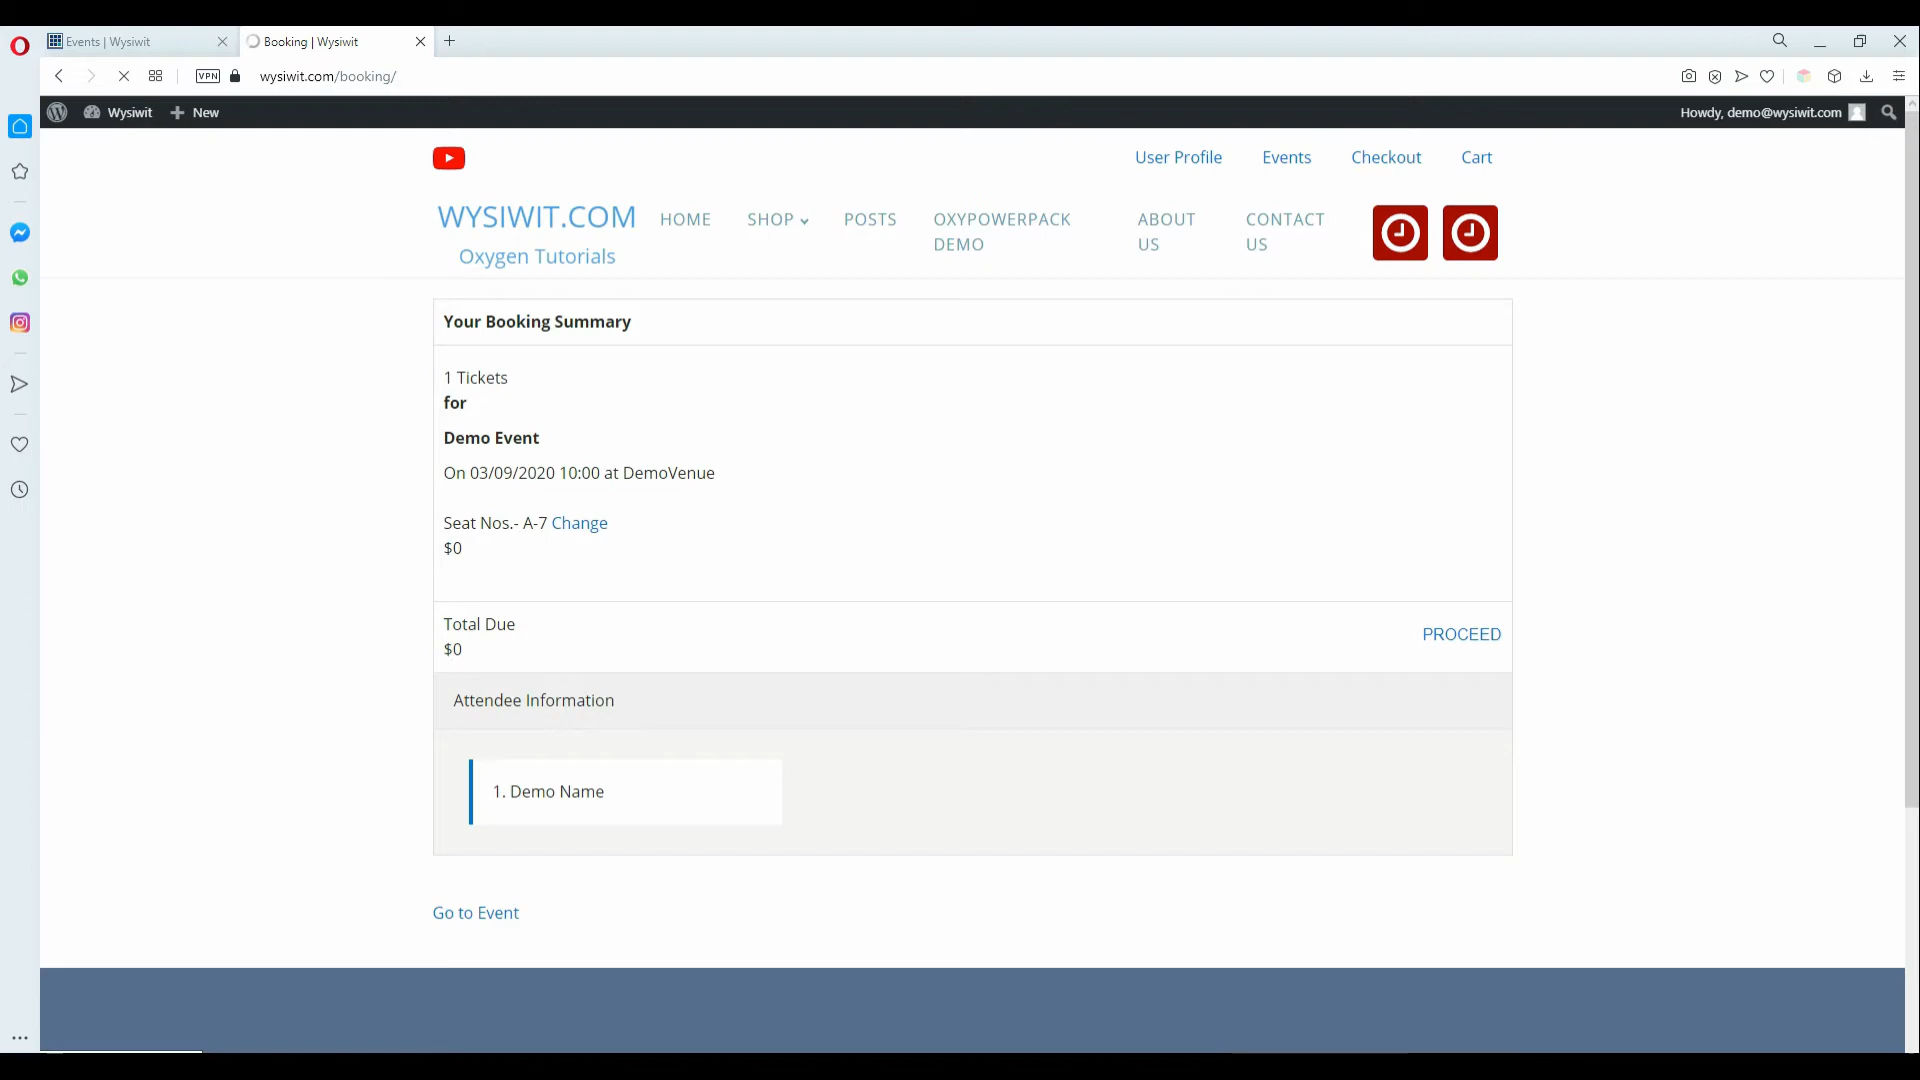 Events | Wysiwit
Booking | Wysiwit
VPN
wysiwit.com/booking/
Wysiwit
New
Howdy, demo@wysiwit.com
User Profile
Events
Checkout
Cart
WYSIWIT.COM
Oxygen Tutorials
HOME
SHOP
POSTS
OXYPOWERPACK
DEMO
ABOUT
US
CONTACT
US
Your Booking Summary
1 Tickets
for
Demo Event
On 03/09/2020 10:00 at DemoVenue
Seat Nos.- A-7 Change
$0
Total Due
$0
PROCEED
Attendee Information
1. Demo Name
Go to Event